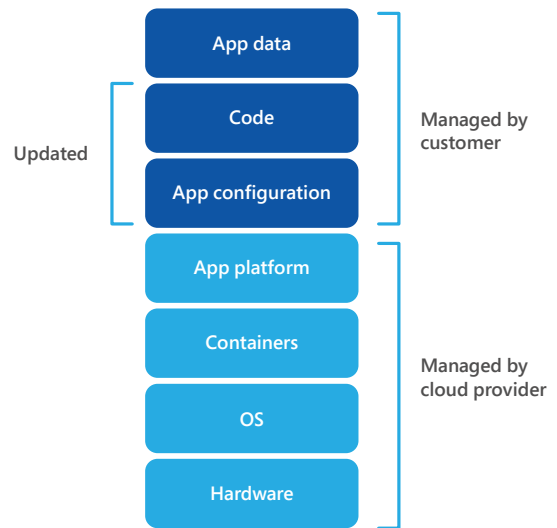 App data
Code
Updated
Managed by
customer
App configuration
App platform
Containers
Managed by
cloud provider
OS
Hardware